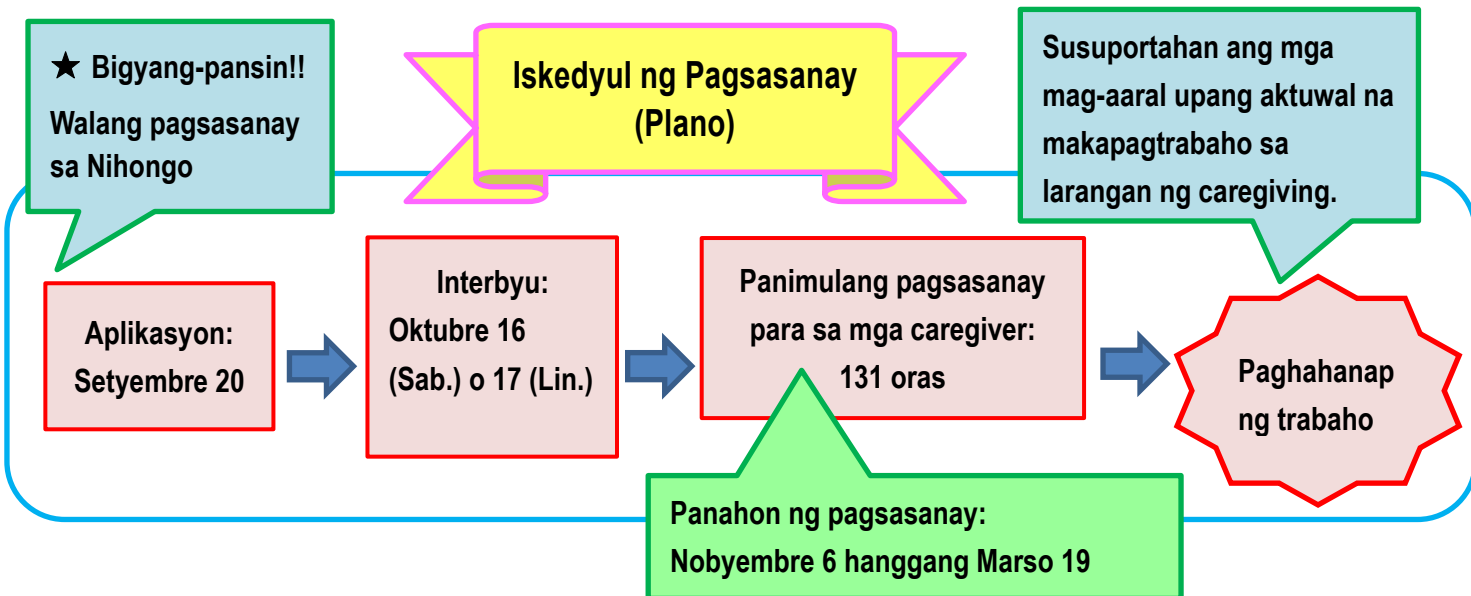 Iskedyul ng Pagsasanay
(Plano)
★ Bigyang-pansin!!
Walang pagsasanay
sa Nihongo
Susuportahan ang mga
mag-aaral upang aktuwal na
makapagtrabaho sa
larangan ng caregiving.
Aplikasyon:
Setyembre 20
Interbyu:
Oktubre 16
(Sab.) o 17 (Lin.)
Panimulang pagsasanay
para sa mga caregiver:
131 oras
Paghahanap
ng trabaho
Panahon ng pagsasanay:
Nobyembre 6 hanggang Marso 19